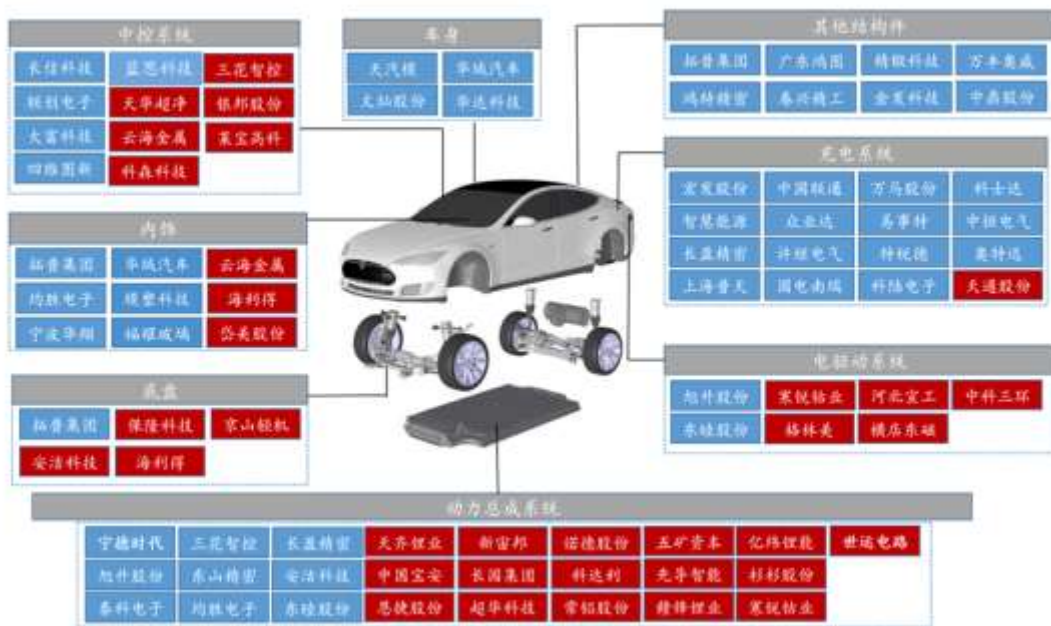 中控系统
长信科技 蓝思科技 三花智控
天华超净 银邦股份
大富科技 云海金属 莱宝高科
四维图新 科森科技
车身
天汽模 华域汽车
文灿股份 华达科技
其他结构件
拓普集团 广东鸿图 精锻科技 万丰奥威
鸿特精密 泰兴精工 金发科技 中鼎股份
充电系统
宏发股份 中国联通 万马股份 科士达
智慧能源 众业达 易事特 中恒电气
长盈精密 许继电气 特锐德 奥特迅
上海普天 国电南瑞 科陆电子 天通股份
内饰
拓普集团 华域汽车 云海金属
均胜电子 海利得
宁波华翔 福耀玻璃 岱美股份
底盘
拓普集团 保隆科技 京山轻机
安洁科技 海利得
电驱动系统
旭升股份 寒锐钴业 河北宣工 中科三环
东睦股份 格林美 横店东磁
动力总成系统
宁德时代 三花智控 长盈精密 天齐锂业 新宙邦 诺德股份 五矿资本 亿纬锂能 世运电路
旭升股份 东山精密 安洁科技 中国宝安 长园集团 科达利 先导智能 杉杉股份
泰科电子 均胜电子 东睦股份 恩捷股份 超华科技 常铝股份 赣锋锂业 寒锐钴业